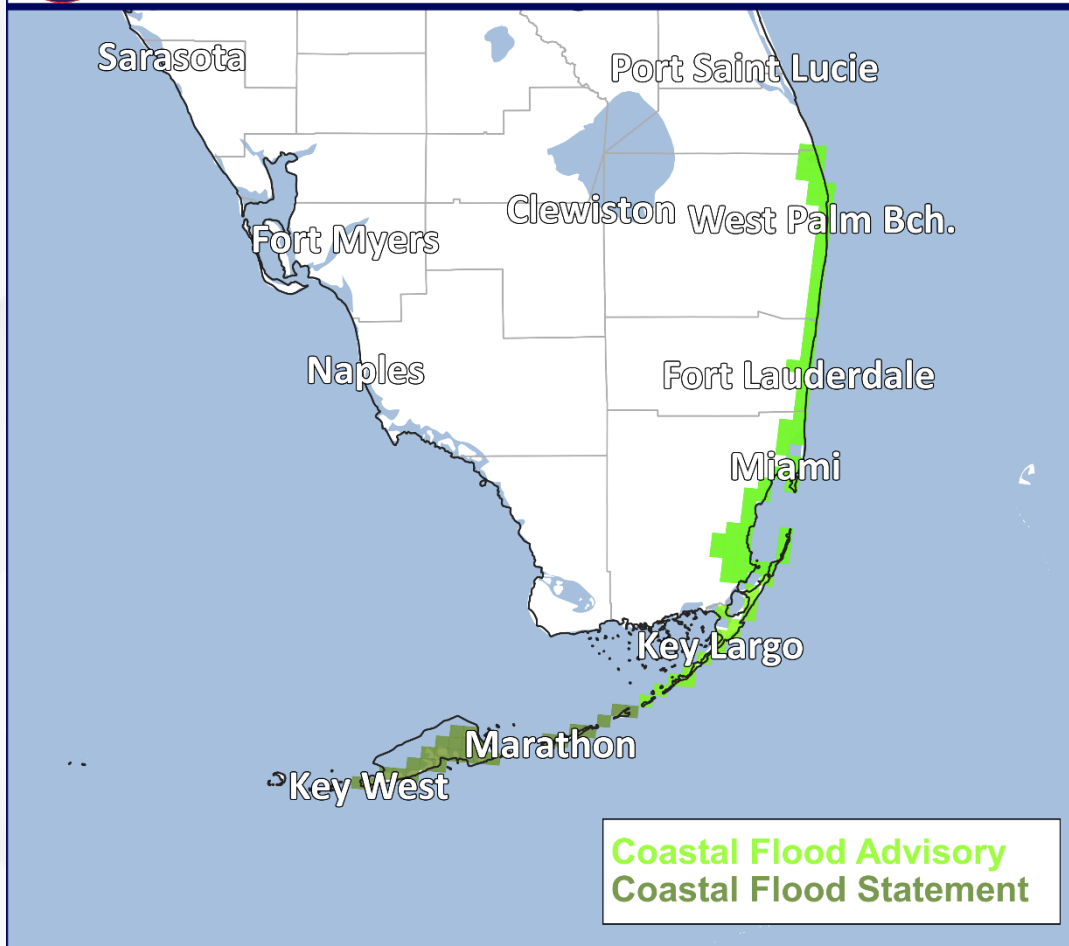 Sarasota
Port Saint Lucie
Clewiston
West Palm Bch.
Fort Myers
Naples
Fort Lauderdale
Miami
Key Largo
Marathon
Key West
Coastal Flood Advisory
Coastal Flood Statement